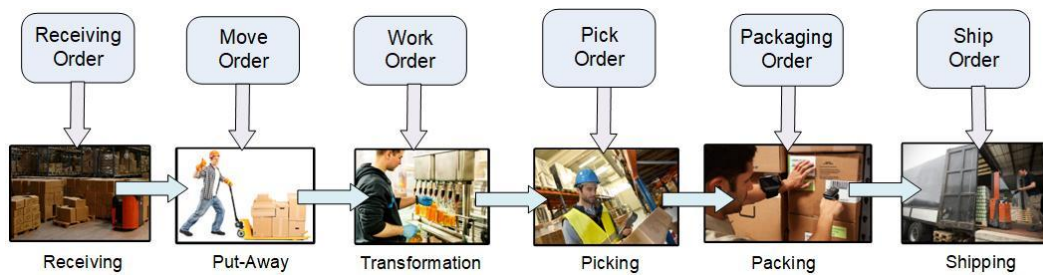 Receiving
Order
Move
Order
Work
Order
Pick
Order
Packaging
Order
Ship
Order
Receiving
Put-Away
Transformation
Picking
Packing
Shipping